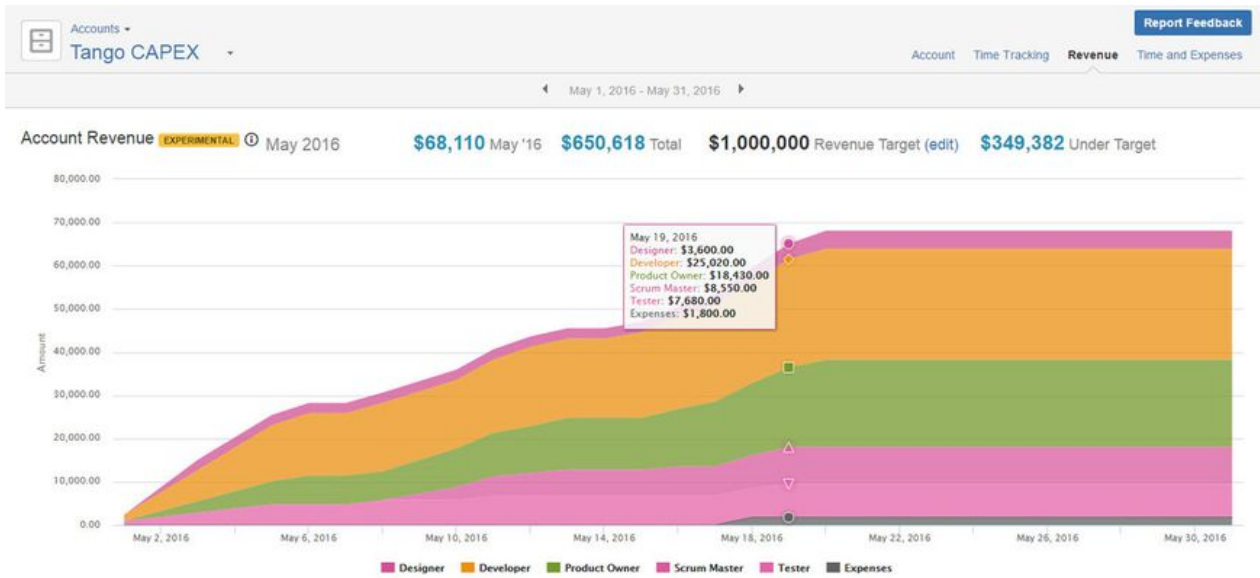 Accounts
Report Feedback
Tango CAPEX
Account Time Tracking Revenue Time and Expenses
May 1, 2016 - May 31, 2016
Account Revenue EXPERIMENTAL May 2016 $68,110 May '16 $650,618 Total $1,000,000 Revenue Target (edit) $349,382 Under Target
80,000.00
70,000.00
60,000.00
50,000.00
40,000.00
30,000.00
20,000.00
10,000.00
0.00
Amount
May 19, 2016
Designer: $3,600.00
Developer: $25,020.00
Product Owner: $18,430.00
Scrum Master: $8,550.00
Tester: $7,680.00
Expenses: $1,800.00
May 2, 2016 May 6, 2016 May 10, 2016 May 14, 2016 May 18, 2016 May 22, 2016 May 26, 2016 May 30, 2016
Designer Developer Product Owner Scrum Master Tester Expenses